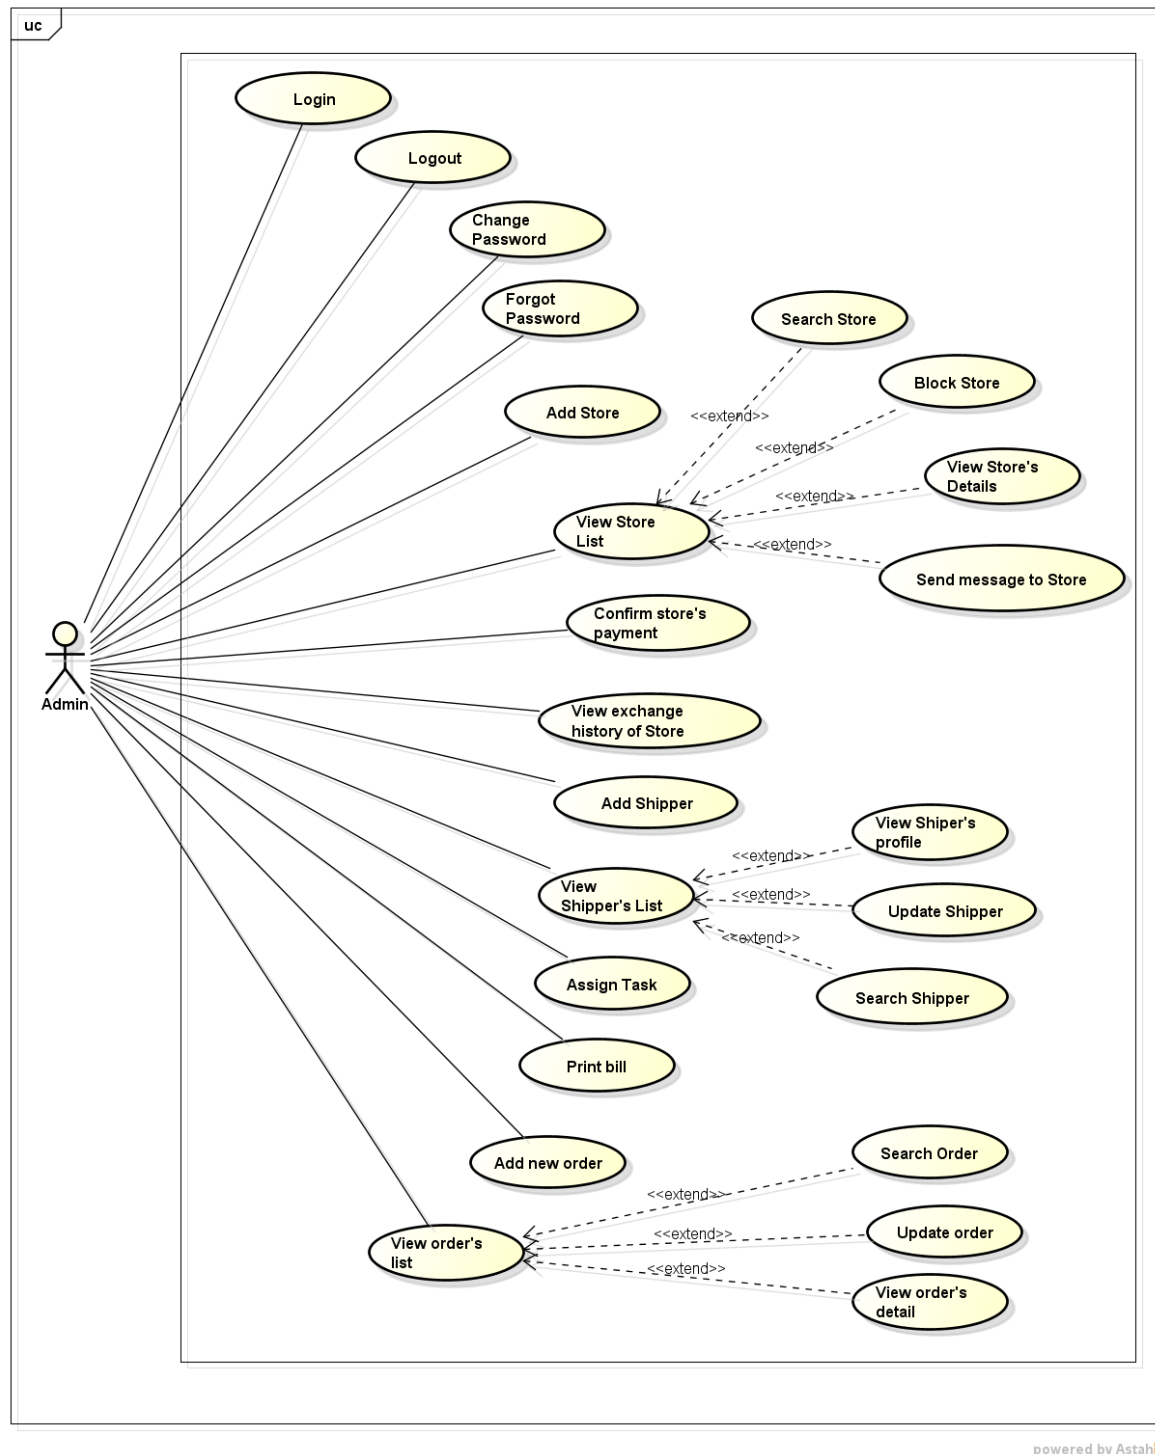 uc
Login
Logout
Change
Password
Forgot
Password
Search Store
Block Store
Add Store
<<extend>>
<<extend>>
View Store's
Details
<<extend>>
View Store
List
<<extend>>
Send message to Store
Confirm store's
payment
Admin
View exchange
history of Store
Add Shipper
View Shiper's
profile
<<extend>>
View
Shipper's List
<<extend>>
Update Shipper
<<extend>>
Assign Task
Search Shipper
Print bill
Add new order
Search Order
<<extend>>
Update order
<<extend>>
View order's
list
<<extend>>
View order's
detail
powered by Astah